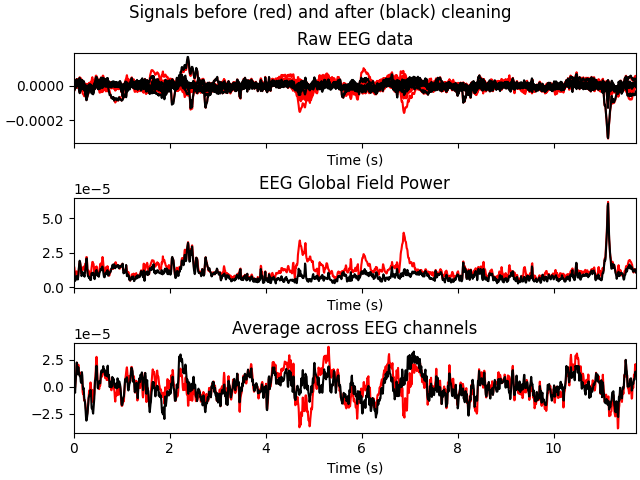 Signals before (red) and after (black) cleaning
Raw EEG data
0.0000
−0.0002
Time (s)
EEG Global Field Power
1e−5
5.0
2.5
0.0
Time (s)
Average across EEG channels
1e−5
2.5
0.0
−2.5
0 2 4 6 8 10
Time (s)